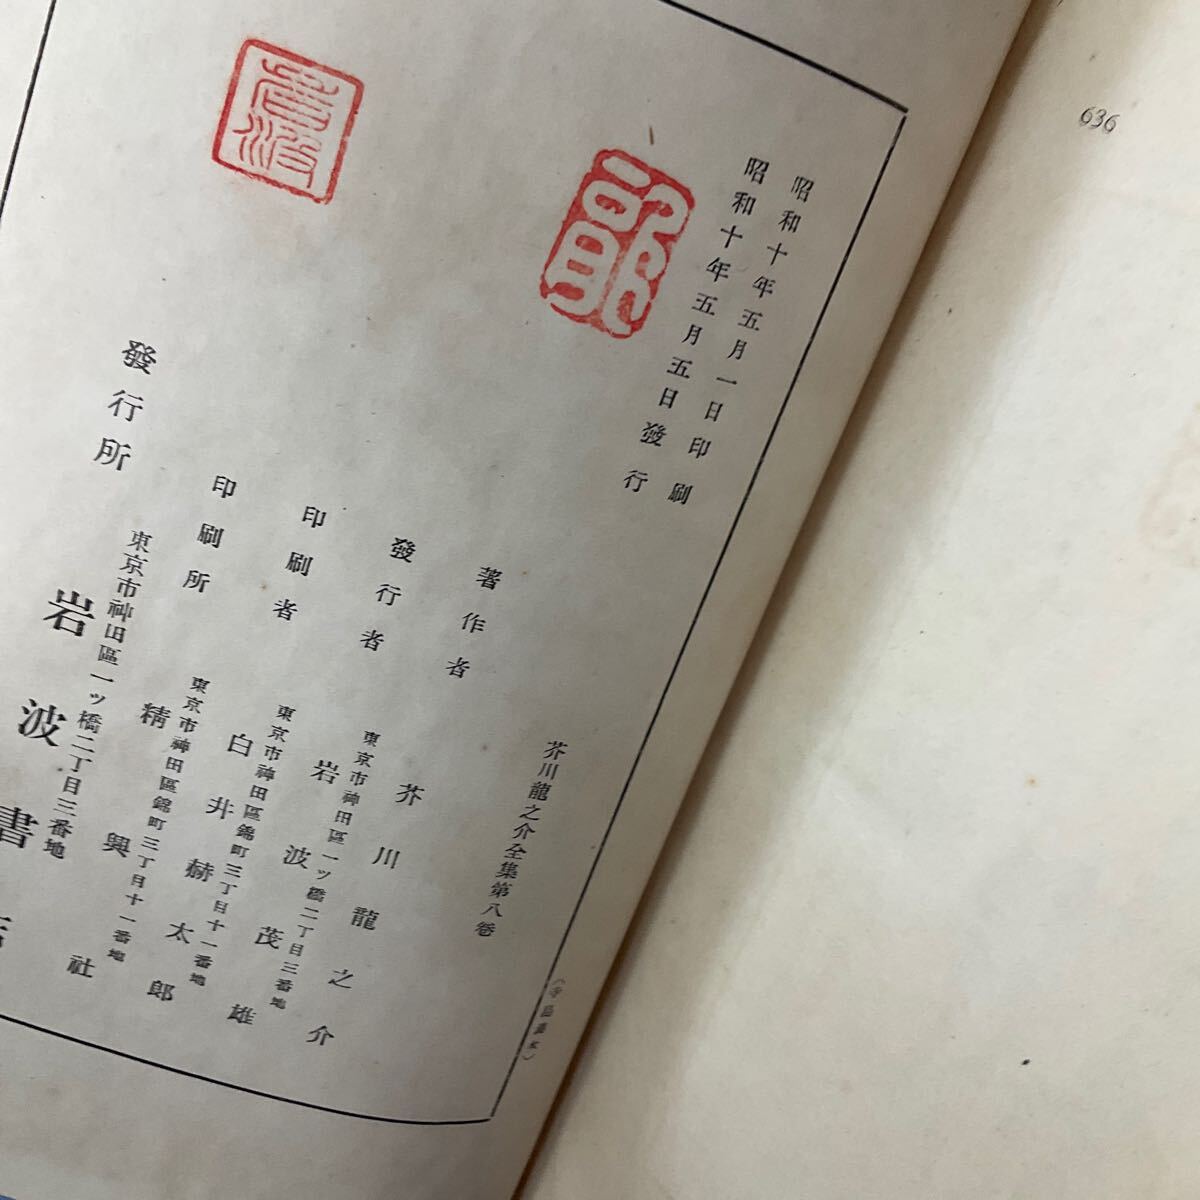 636
昭和十年五月一日印刷
昭和十年五月五日發行
芥川龍之介全集第八卷
著作者
芥川龍之介
發行者
東京市神田區一ッ橋二丁目三番地
岩波茂雄
印刷者
東京市神田區錦町三丁目十一番地
白井赫太郎
印刷所
東京市神田區錦町三丁目十一番地
精興社
發行所
東京市神田區一ッ橋二丁目三番地
岩波書店